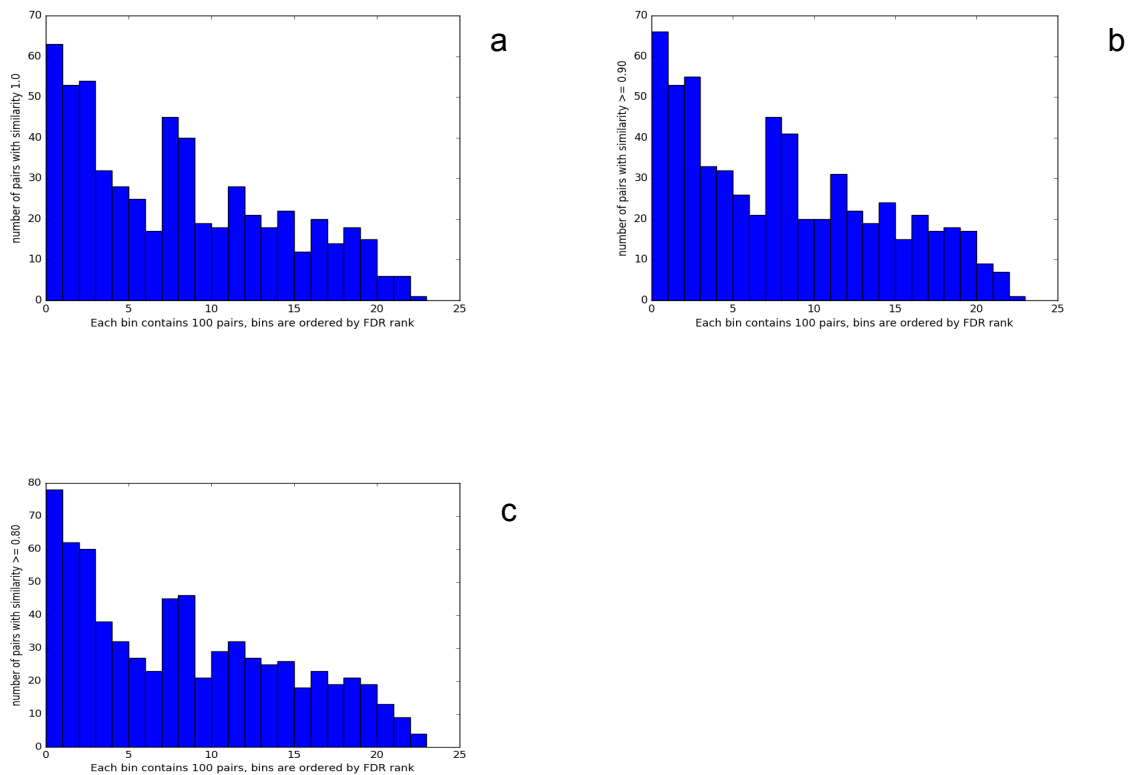 a
number of pairs with similarity 1.0
70
60
50
40
30
20
10
0
0 5 10 15 20 25
Each bin contains 100 pairs, bins are ordered by FDR rank
b
number of pairs with similarity >= 0.90
70
60
50
40
30
20
10
0
0 5 10 15 20 25
Each bin contains 100 pairs, bins are ordered by FDR rank
c
number of pairs with similarity >= 0.80
80
70
60
50
40
30
20
10
0
0 5 10 15 20 25
Each bin contains 100 pairs, bins are ordered by FDR rank